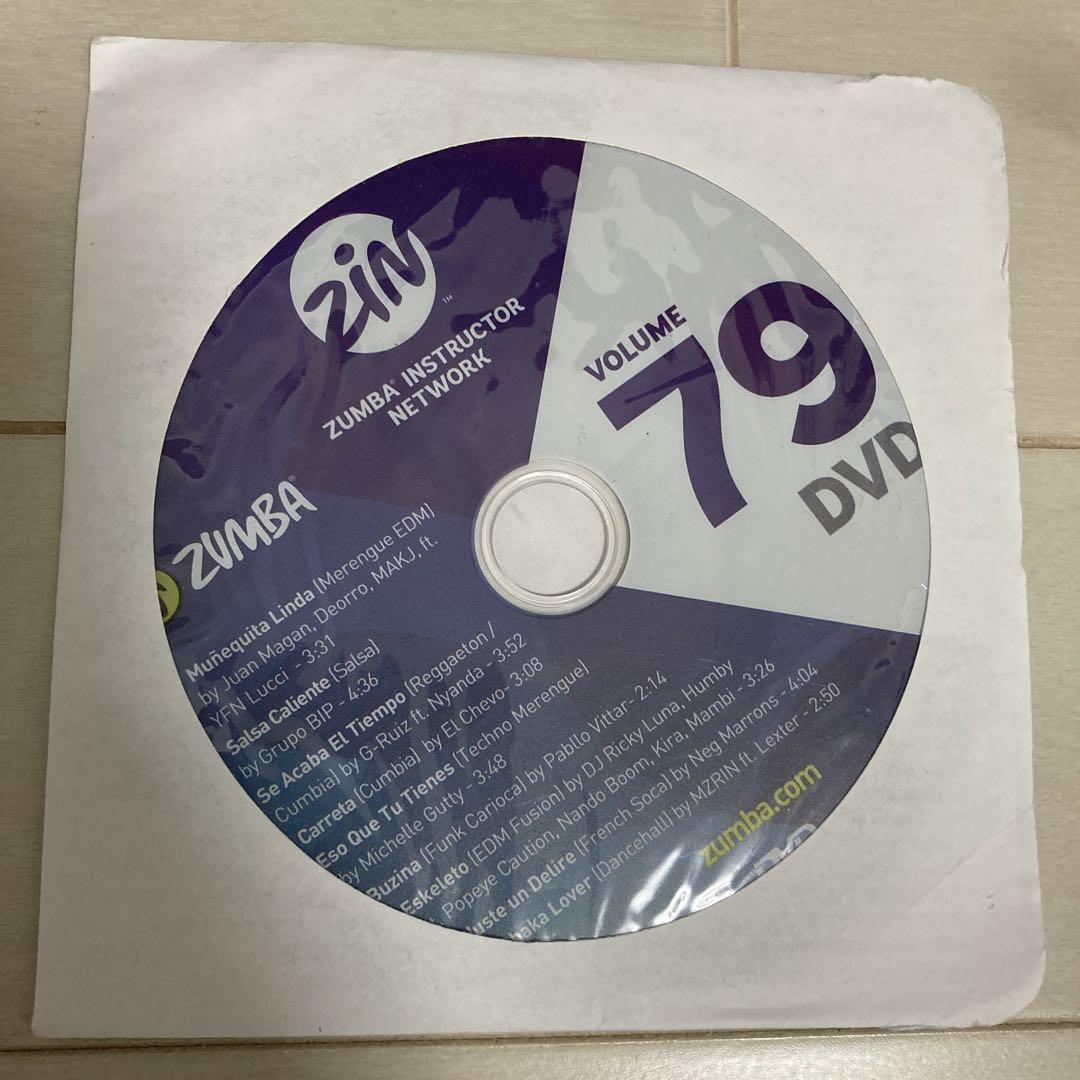 ZiN™
ZUMBA® INSTRUCTOR
NETWORK
VOLUME
79
DVD
ZUMBA®
Muñequita Linda (Merengue EDM)
by Juan Magan, Deorro, MAKJ, ft.
YFN Lucci - 3:31
Salsa Caliente (Salsa)
by Grupo BIP - 4:36
Se Acaba El Tiempo (Reggaeton /
Cumbia) by G-Ruiz ft. Nyanda - 3:52
Carreta (Cumbia) by El Chevo - 3:08
Eso Que Tu Tienes (Techno Merengue)
by Michelle Gutty - 3:48
Buzina (Funk Carioca) by Pabllo Vittar- 2:14
Eskeleto (EDM Fusion) by DJ Ricky Luna, Humby
Popeye Caution, Nando Boom, Kira, Mambi - 3:26
uste un Delire (French Soca) by Neg Marrons - 4:04
aka Lover (Dancehall) by MZRIN ft. Lexter - 2:50
zumba.com